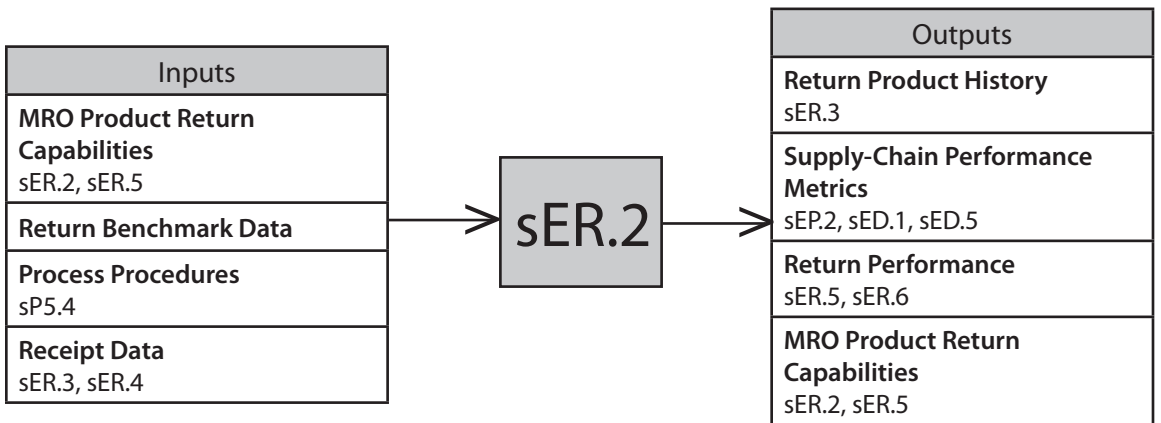 Inputs
MRO Product Return
Capabilities
sER.2, sER.5
Return Benchmark Data
Process Procedures
sP5.4
Receipt Data
sER.3, sER.4
sER.2
Outputs
Return Product History
sER.3
Supply-Chain Performance
Metrics
sEP.2, sED.1, sED.5
Return Performance
sER.5, sER.6
MRO Product Return
Capabilities
sER.2, sER.5